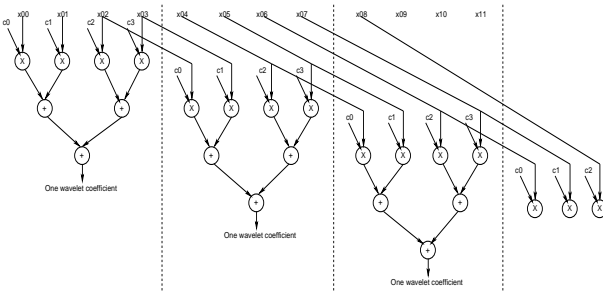 c0 x00 c1 x01 c2 x02 c3 x03 x04 x05 x06 x07 x08 x09 x10 x11
X X X X
c0 c1 c2 c3
+ + X X X X
c0 c1 c2 c3
+ + + X X X X
c0 c1 c2
One wavelet coefficient
+ + + X X X
One wavelet coefficient
+
One wavelet coefficient